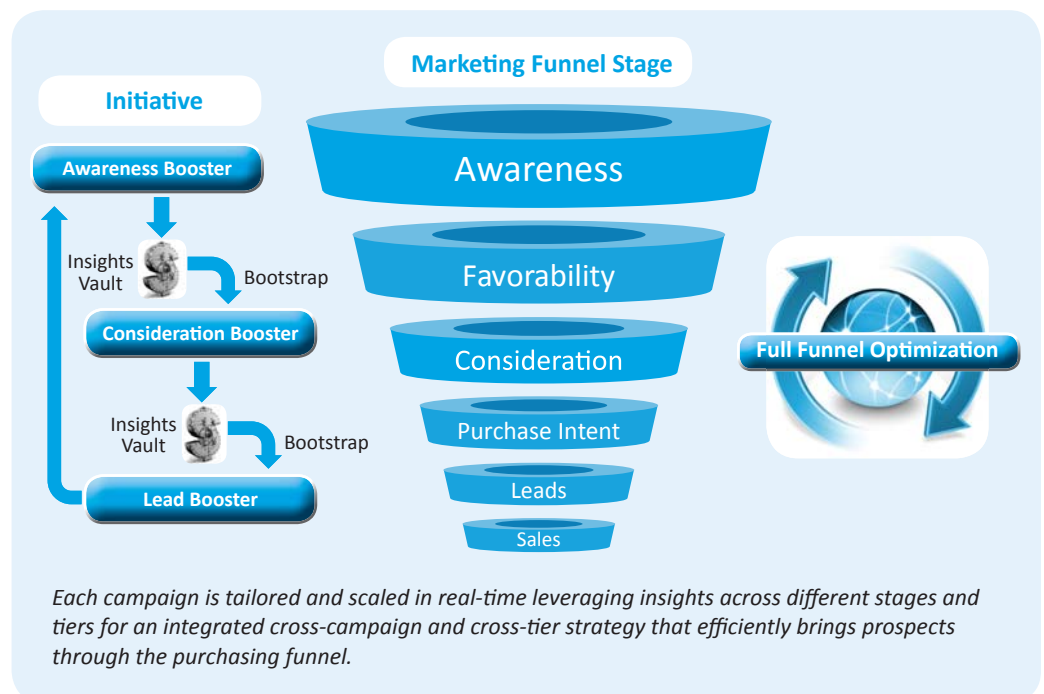 Marketing Funnel Stage
Initiative
Awareness Booster
Insights
Vault
Bootstrap
Consideration Booster
Insights
Vault
Bootstrap
Lead Booster
Awareness
Favorability
Consideration
Purchase Intent
Leads
Sales
Full Funnel Optimization
Each campaign is tailored and scaled in real-time leveraging insights across different stages and
tiers for an integrated cross-campaign and cross-tier strategy that efficiently brings prospects
through the purchasing funnel.